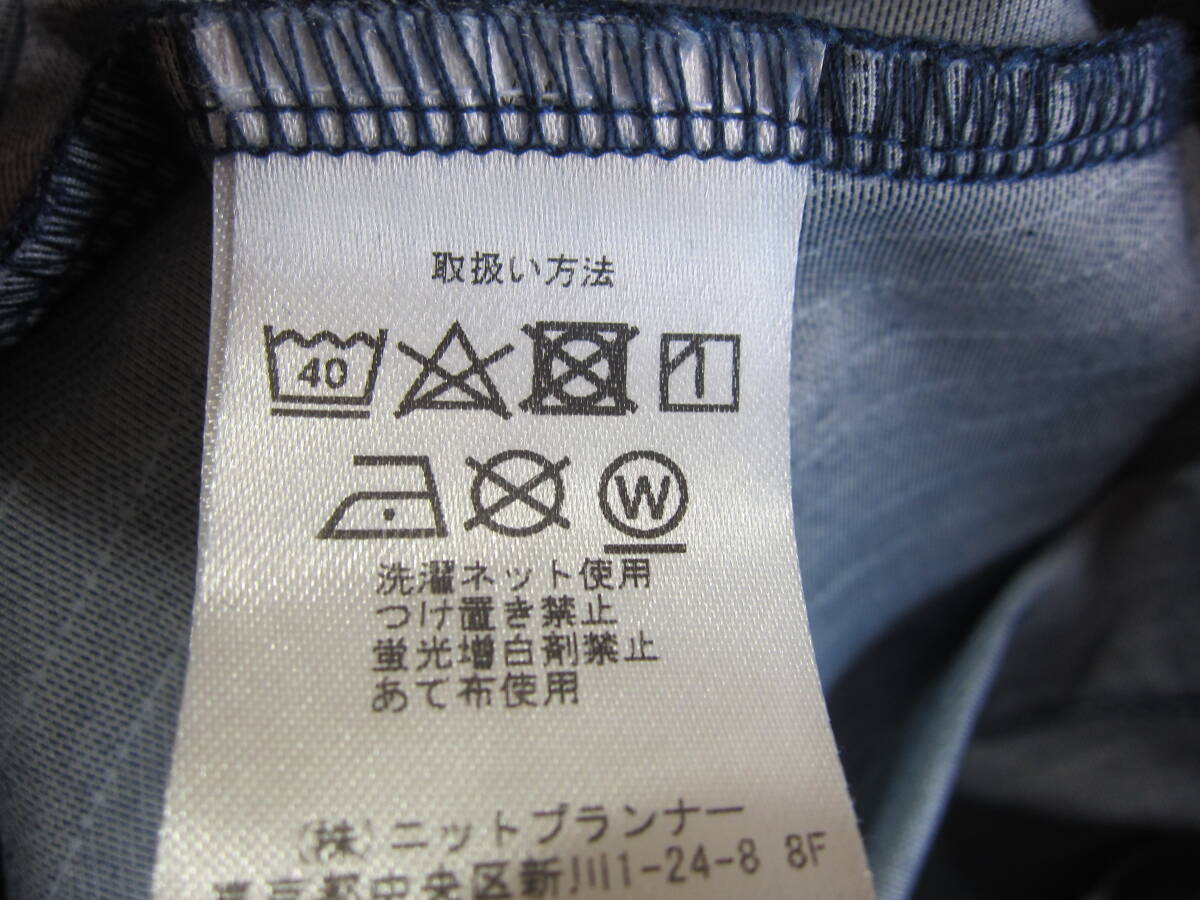 取扱い方法
40
W
洗濯ネット使用
つけ置き禁止
蛍光増白剤禁止
あて布使用
(株)ニットプランナー
東京都中央区新川1-24-8 8F